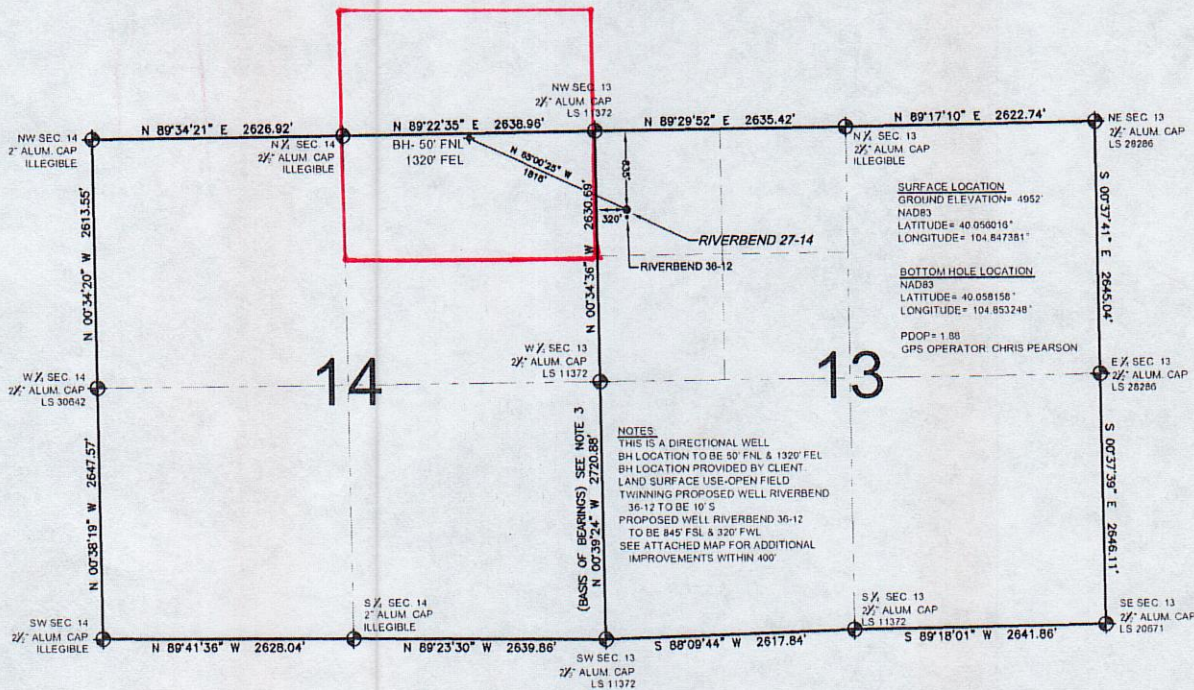 NW SEC. 13
2½" ALUM. CAP
LS 11372
NW SEC. 14
2" ALUM. CAP
ILLEGIBLE
N 89°34'21" E 2626.92'
N ¼ SEC. 14
2½" ALUM. CAP
ILLEGIBLE
N 89°22'35" E 2638.96'
BH- 50' FNL
1320' FEL
N 89°29'52" E 2635.42'
N ¼ SEC. 13
2½" ALUM. CAP
ILLEGIBLE
N 89°17'10" E 2622.74'
NE SEC. 13
2½" ALUM. CAP
LS 28286
N 65°00'25" W
1816'
835'
320'
RIVERBEND 27-14
RIVERBEND 36-12
N 00°34'20" W 2613.55'
N 00°34'36" W 2630.69'
S 00°37'41" E 2645.04'
SURFACE LOCATION
GROUND ELEVATION= 4952'
NAD83
LATITUDE= 40.056016°
LONGITUDE= 104.847381°
BOTTOM HOLE LOCATION
NAD83
LATITUDE= 40.058158°
LONGITUDE= 104.853248°
PDOP= 1.88
GPS OPERATOR: CHRIS PEARSON
W ¼ SEC. 14
2½" ALUM. CAP
LS 30642
14
W ¼ SEC. 13
2½" ALUM. CAP
LS 11372
13
E ¼ SEC. 13
2½" ALUM. CAP
LS 28286
N 00°38'19" W 2647.57'
(BASIS OF BEARINGS) SEE NOTE 3
N 00°39'24" W 2720.88'
S 00°37'39" E 2646.11'
NOTES
THIS IS A DIRECTIONAL WELL
BH LOCATION TO BE 50' FNL & 1320' FEL
BH LOCATION PROVIDED BY CLIENT.
LAND SURFACE USE-OPEN FIELD
TWINNING PROPOSED WELL RIVERBEND
36-12 TO BE 10' S
PROPOSED WELL RIVERBEND 36-12
TO BE 845' FSL & 320' FWL
SEE ATTACHED MAP FOR ADDITIONAL
IMPROVEMENTS WITHIN 400'
SW SEC. 14
2½" ALUM. CAP
ILLEGIBLE
N 89°41'36" W 2628.04'
S ¼ SEC. 14
2" ALUM. CAP
ILLEGIBLE
N 89°23'30" W 2639.86'
SW SEC. 13
2½" ALUM. CAP
LS 11372
S 88°09'44" W 2617.84'
S ¼ SEC. 13
2½" ALUM. CAP
LS 11372
S 89°18'01" W 2641.86'
SE SEC. 13
2½" ALUM. CAP
LS 20671